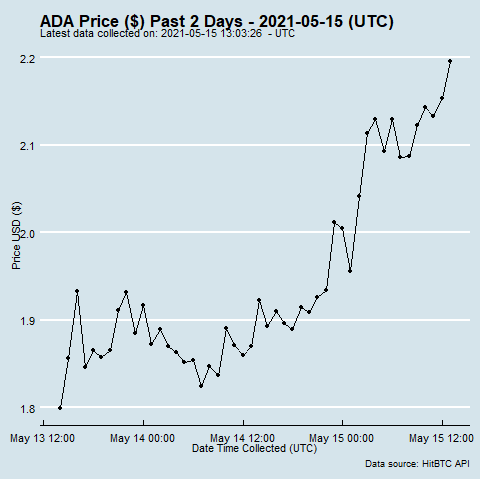 ADA Price ($) Past 2 Days - 2021-05-15 (UTC)
Latest data collected on: 2021-05-15 13:03:26 - UTC
2.2
2.1
2.0
1.9
1.8
Price USD ($)
May 13 12:00 May 14 00:00 May 14 12:00 May 15 00:00 May 15 12:00
Date Time Collected (UTC)
Data source: HitBTC API